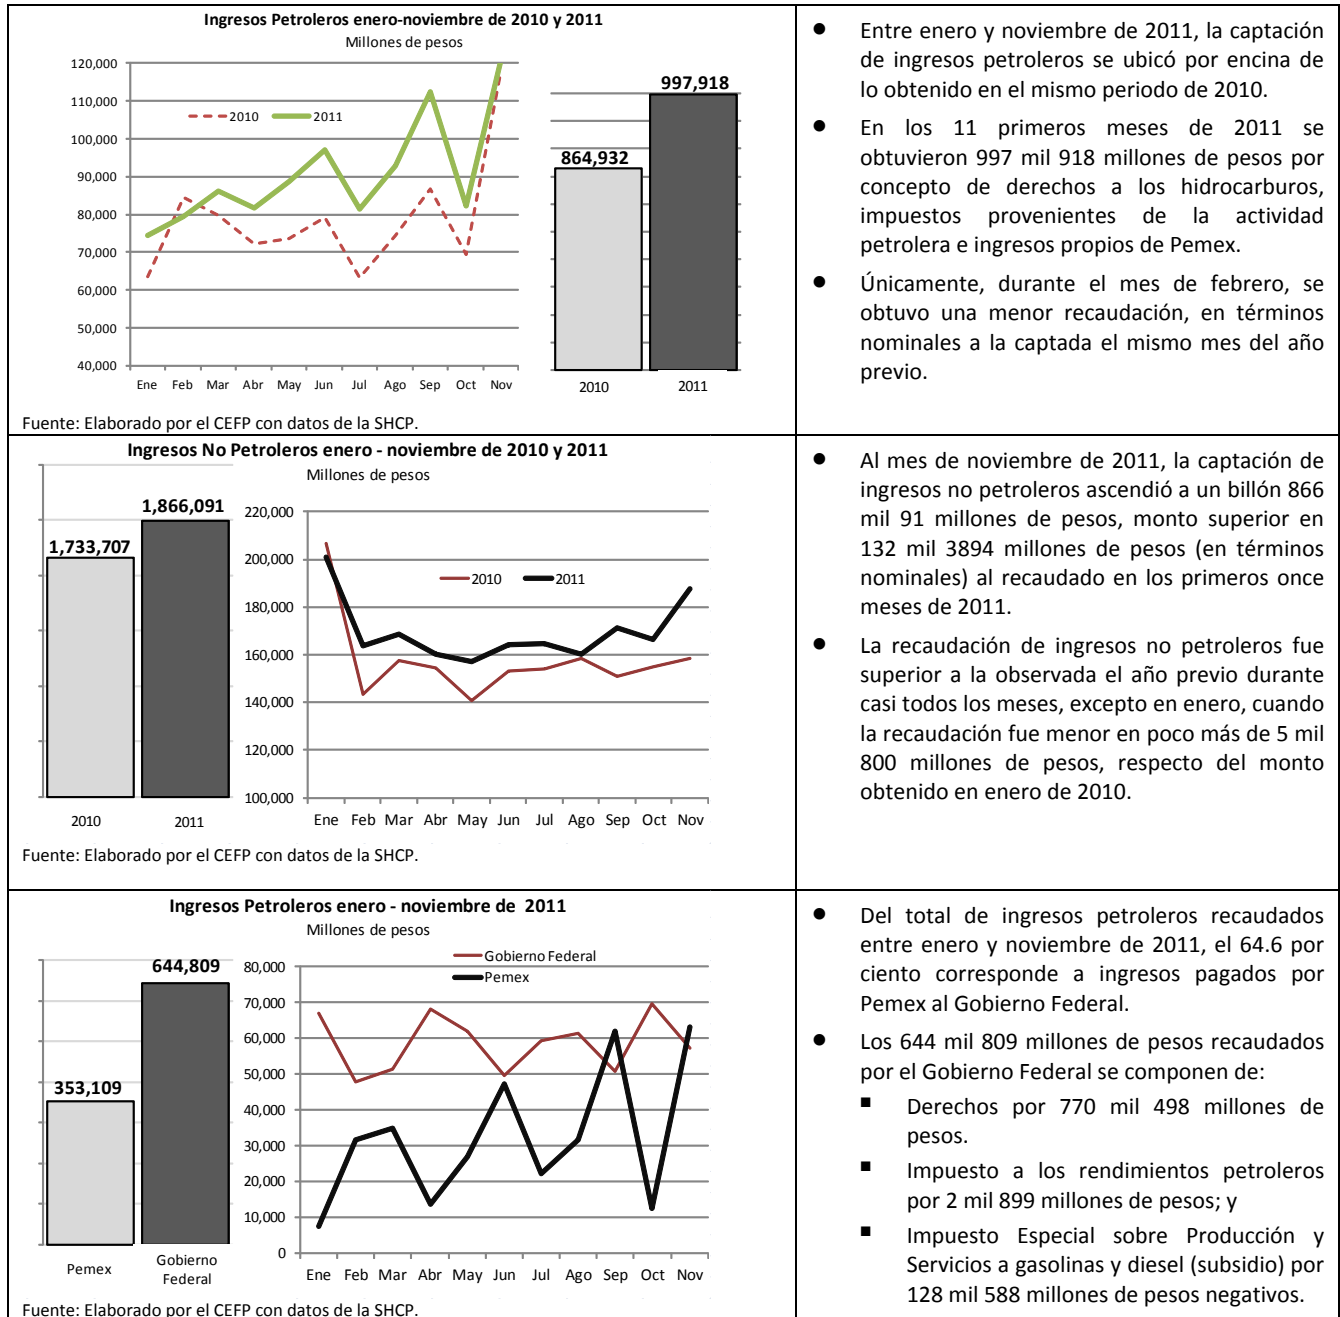 Ingresos Petroleros enero-noviembre de 2010 y 2011
Millones de pesos
120,000
110,000
100,000
90,000
80,000
70,000
60,000
50,000
40,000
2010
2011
Ene Feb Mar Abr May Jun Jul Ago Sep Oct Nov
864,932
997,918
2010
2011
Fuente: Elaborado por el CEFP con datos de la SHCP.
● Entre enero y noviembre de 2011, la captación
de ingresos petroleros se ubicó por encina de
lo obtenido en el mismo periodo de 2010.
● En los 11 primeros meses de 2011 se
obtuvieron 997 mil 918 millones de pesos por
concepto de derechos a los hidrocarburos,
impuestos provenientes de la actividad
petrolera e ingresos propios de Pemex.
● Únicamente, durante el mes de febrero, se
obtuvo una menor recaudación, en términos
nominales a la captada el mismo mes del año
previo.
Ingresos No Petroleros enero - noviembre de 2010 y 2011
Millones de pesos
1,733,707
1,866,091
2010
2011
220,000
200,000
180,000
160,000
140,000
120,000
100,000
2010
2011
Ene Feb Mar Abr May Jun Jul Ago Sep Oct Nov
Fuente: Elaborado por el CEFP con datos de la SHCP.
● Al mes de noviembre de 2011, la captación de
ingresos no petroleros ascendió a un billón 866
mil 91 millones de pesos, monto superior en
132 mil 3894 millones de pesos (en términos
nominales) al recaudado en los primeros once
meses de 2011.
● La recaudación de ingresos no petroleros fue
superior a la observada el año previo durante
casi todos los meses, excepto en enero, cuando
la recaudación fue menor en poco más de 5 mil
800 millones de pesos, respecto del monto
obtenido en enero de 2010.
Ingresos Petroleros enero - noviembre de 2011
Millones de pesos
353,109
644,809
Pemex
Gobierno
Federal
Gobierno Federal
Pemex
80,000
70,000
60,000
50,000
40,000
30,000
20,000
10,000
0
Ene Feb Mar Abr May Jun Jul Ago Sep Oct Nov
Fuente: Elaborado por el CEFP con datos de la SHCP.
● Del total de ingresos petroleros recaudados
entre enero y noviembre de 2011, el 64.6 por
ciento corresponde a ingresos pagados por
Pemex al Gobierno Federal.
● Los 644 mil 809 millones de pesos recaudados
por el Gobierno Federal se componen de:
▪ Derechos por 770 mil 498 millones de
pesos.
▪ Impuesto a los rendimientos petroleros
por 2 mil 899 millones de pesos; y
▪ Impuesto Especial sobre Producción y
Servicios a gasolinas y diesel (subsidio) por
128 mil 588 millones de pesos negativos.